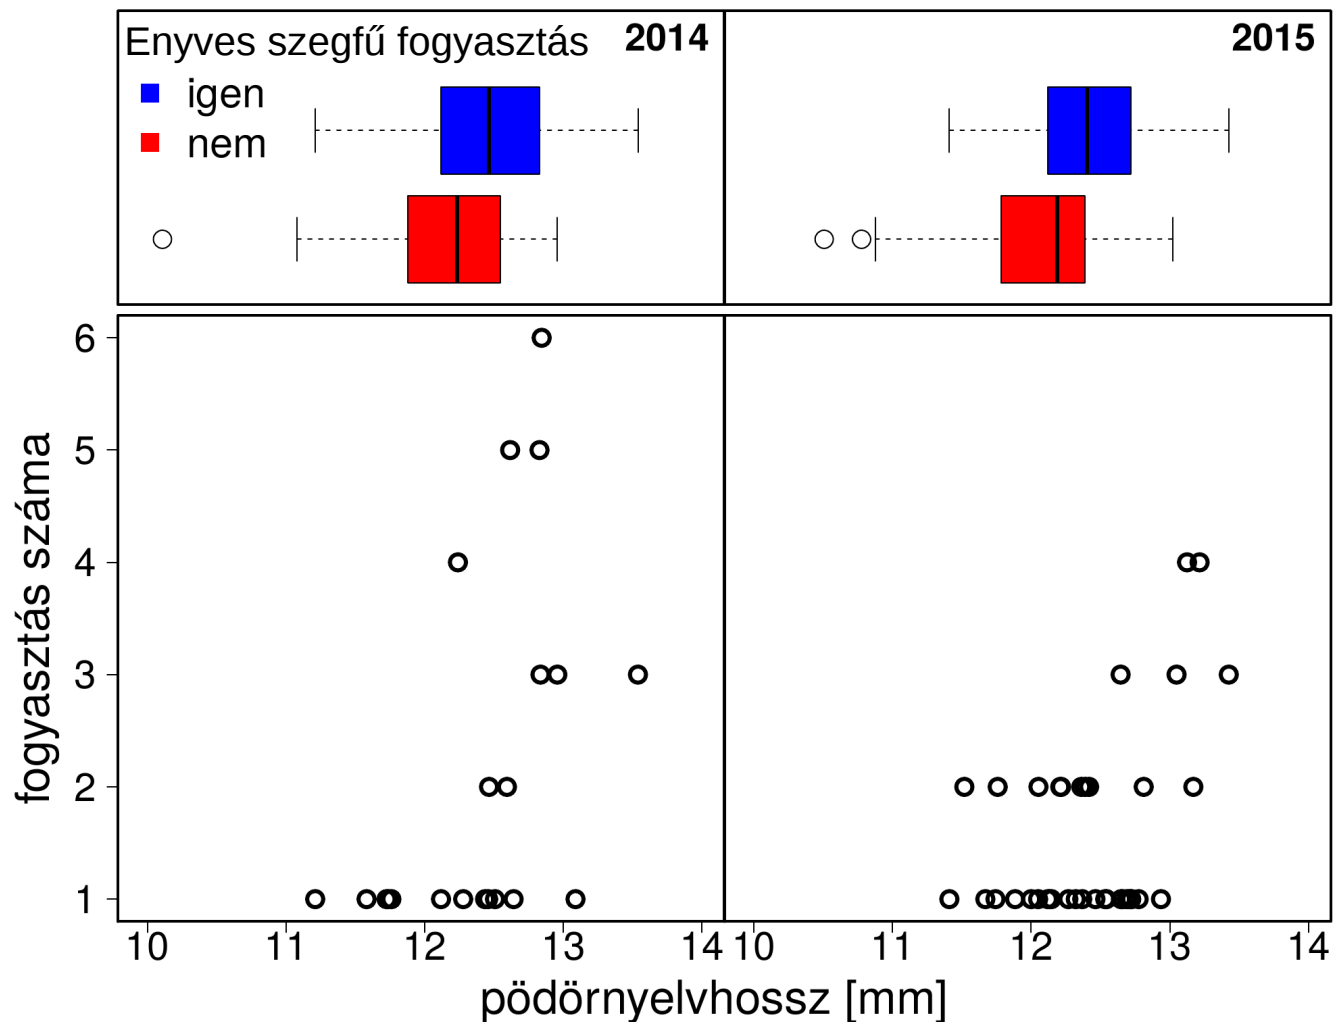 Enyves szegfű fogyasztás 2014 2015
igen
nem
6
5
4
3
2
1
fogyasztás száma
10 11 12 13 14 10 11 12 13 14
pödörnyelvhossz [mm]